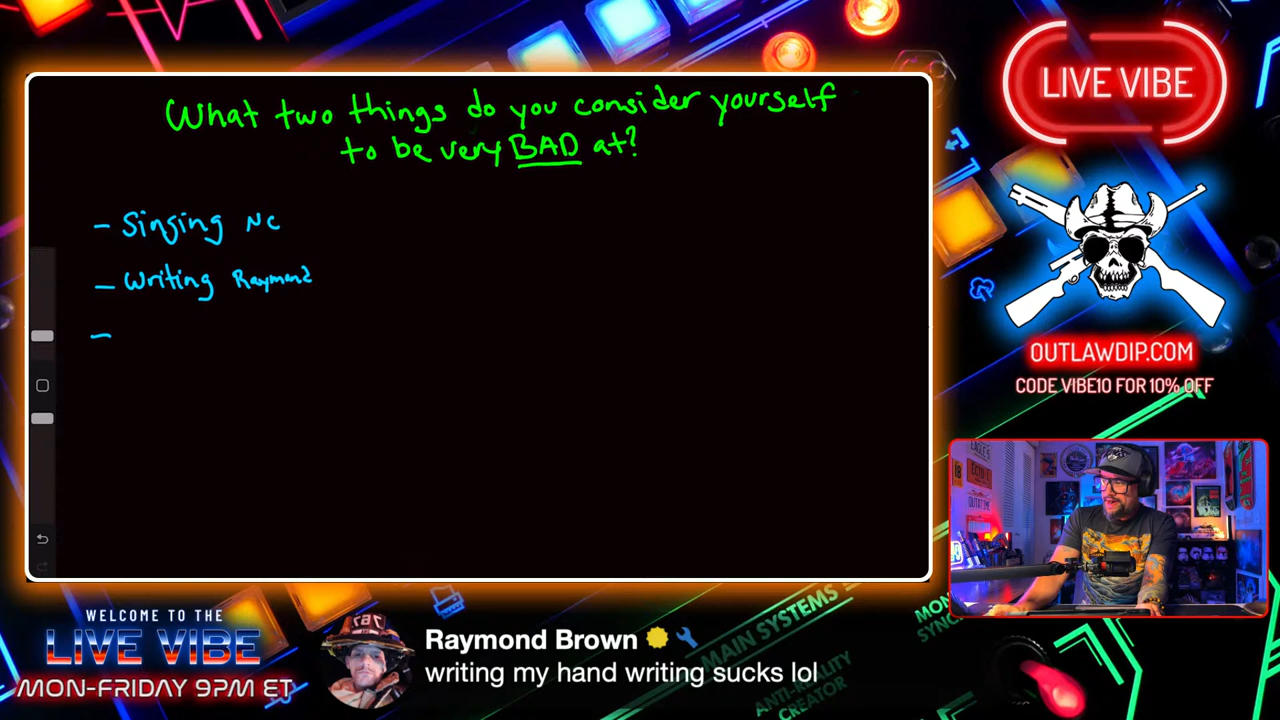 What two things do you consider yourself
to be very BAD at?
- Singing NC
- Writing Raymond
-
LIVE VIBE
OUTLAWDIP.COM
CODE VIBE10 FOR 10% OFF
WELCOME TO THE
LIVE VIBE
MON-FRIDAY 9PM ET
Raymond Brown
writing my hand writing sucks lol
MAIN SYSTEMS